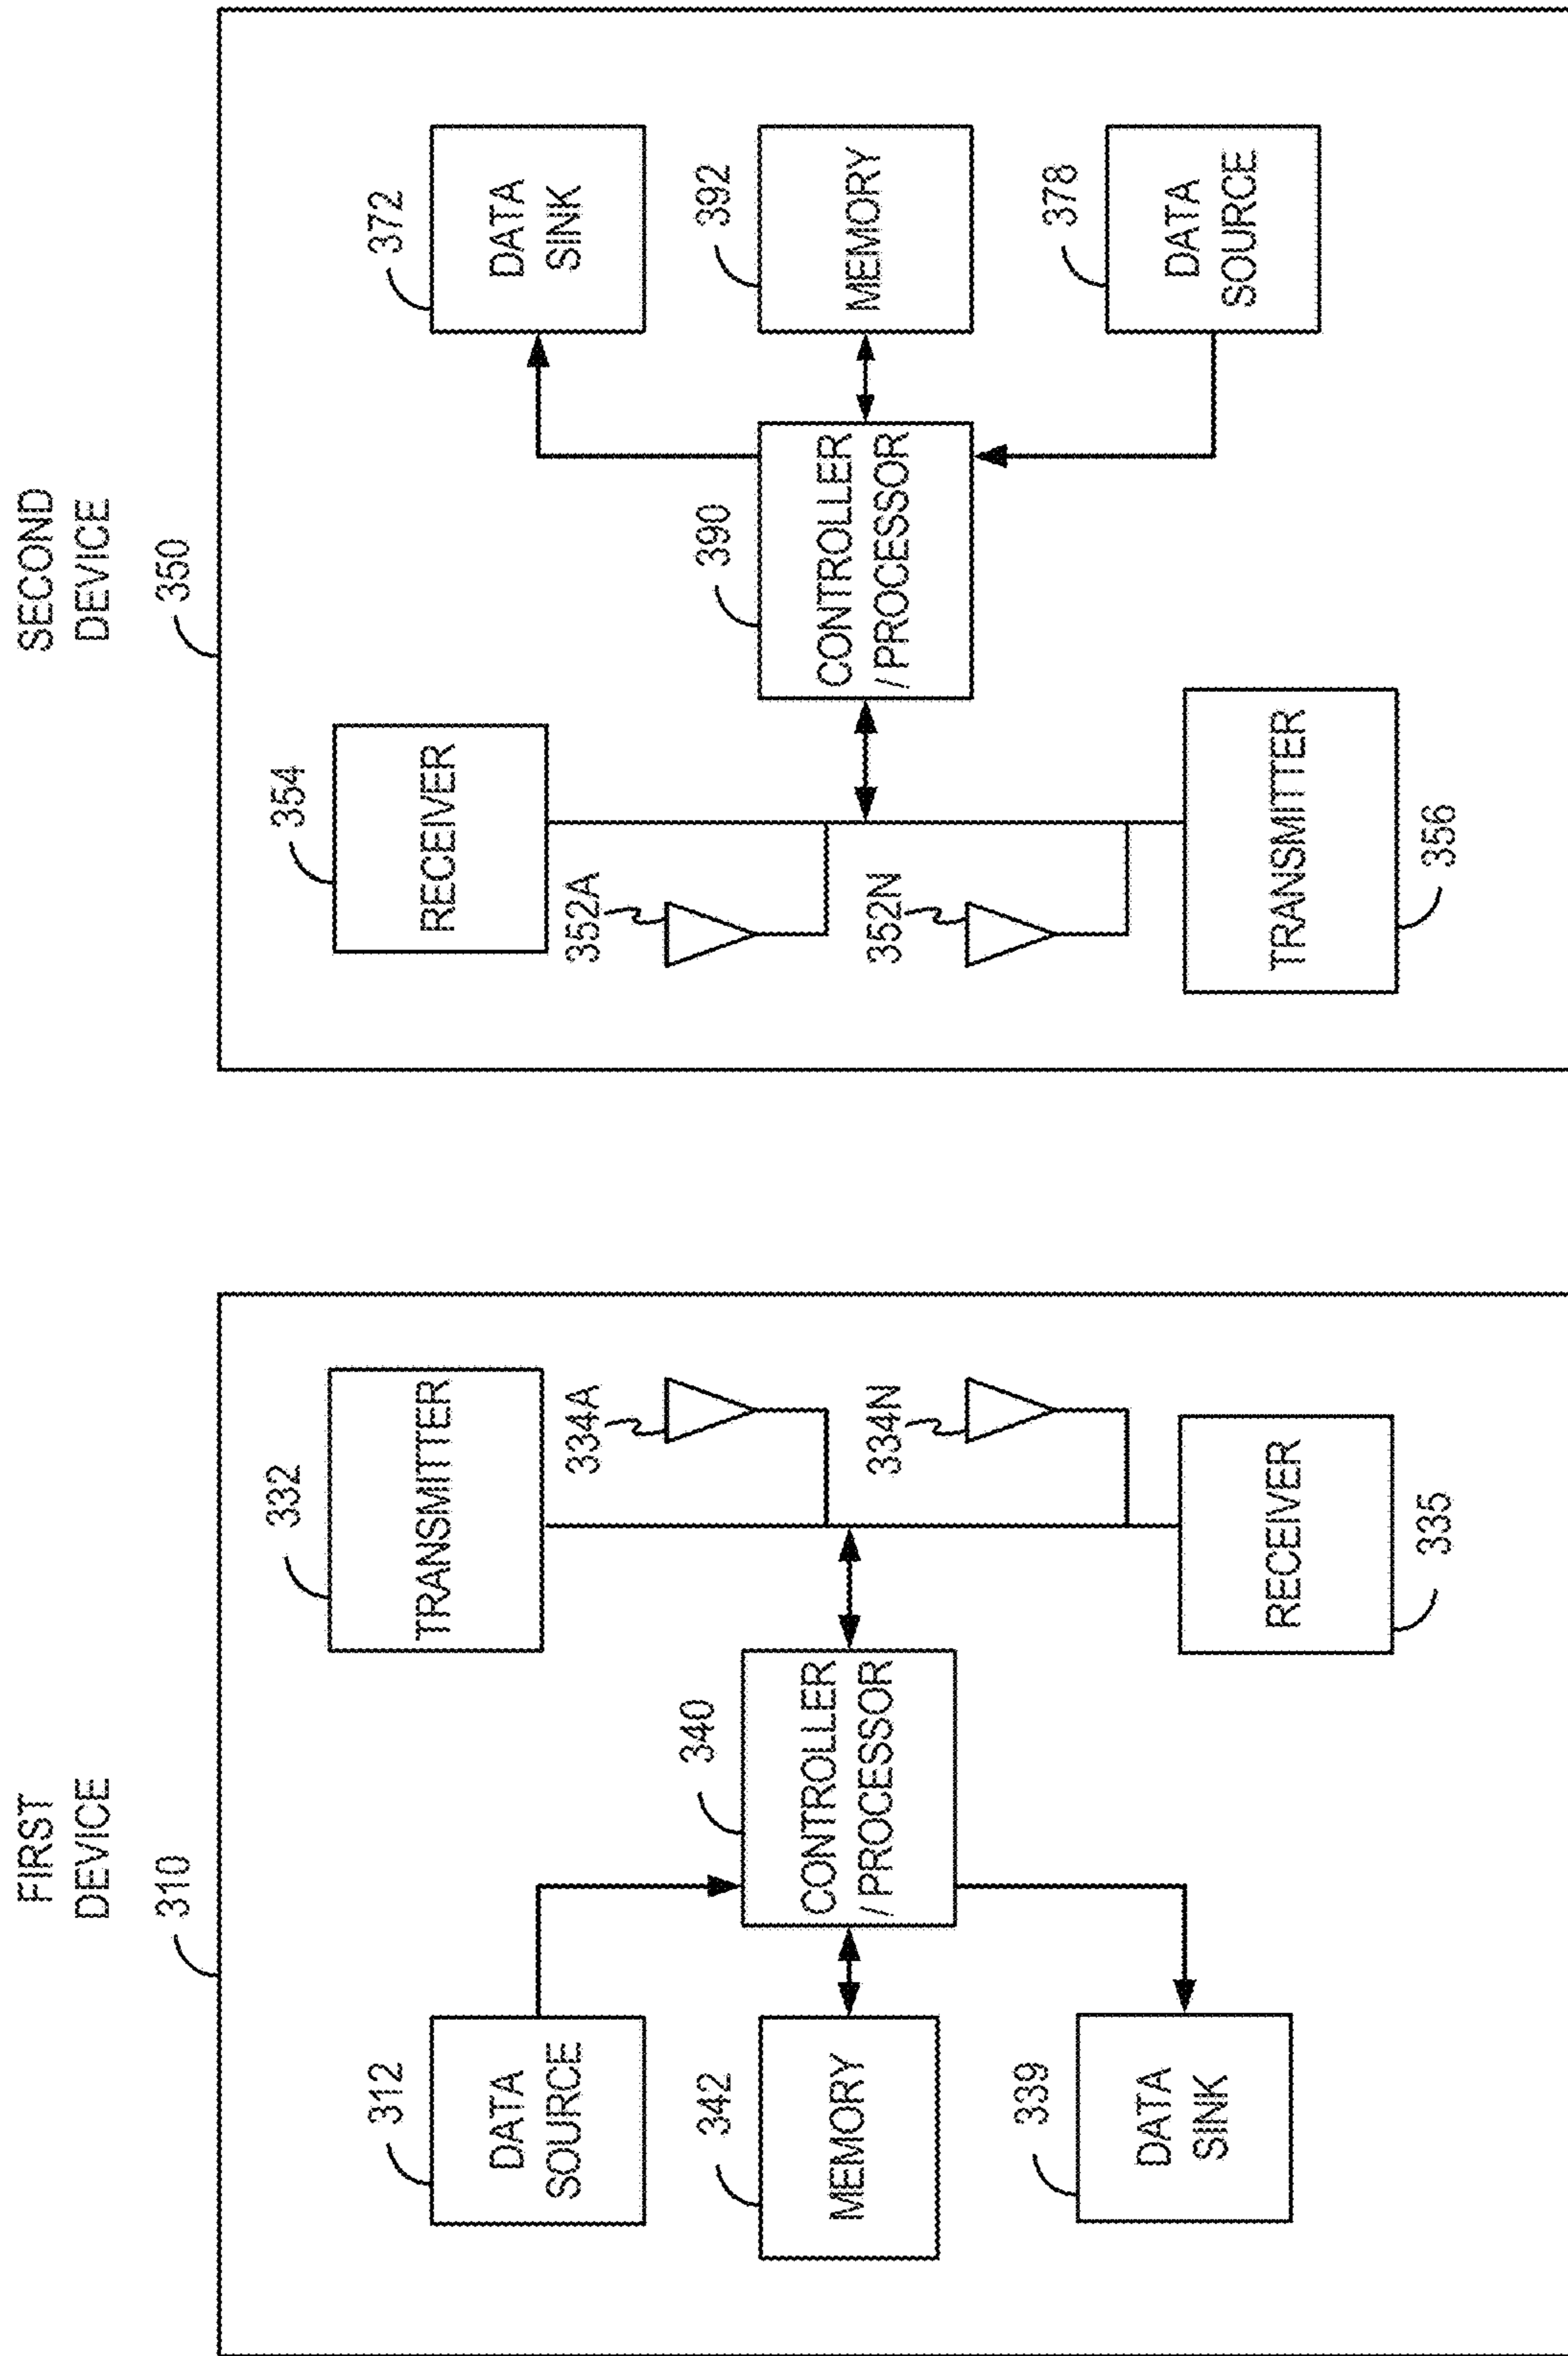 FIRST
DEVICE
310
312
DATA
SOURCE
342
MEMORY
339
DATA
SINK
340
CONTROLLER
/ PROCESSOR
332
TRANSMITTER
334A
334N
RECEIVER
335
SECOND
DEVICE
350
354
RECEIVER
352A
352N
TRANSMITTER
356
390
CONTROLLER
/ PROCESSOR
372
DATA
SINK
392
MEMORY
378
DATA
SOURCE